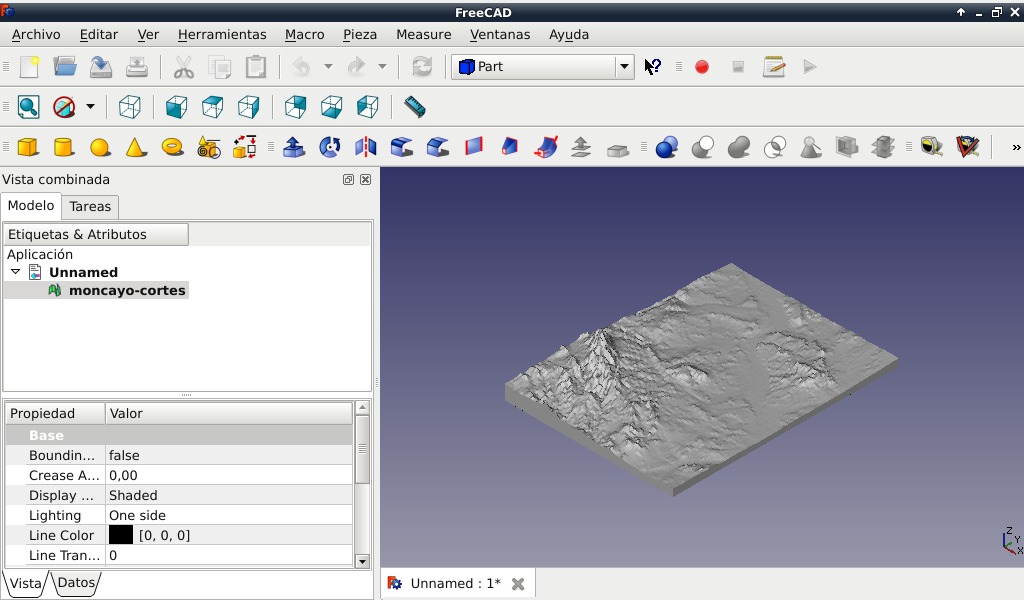 FreeCAD
Archivo Editar Ver Herramientas Macro Pieza Measure Ventanas Ayuda
Part
?
»
Vista combinada
Modelo Tareas
Etiquetas & Atributos
Aplicación
Unnamed
moncayo-cortes
Propiedad Valor
Base
Boundin... false
Crease A... 0,00
Display ... Shaded
Lighting One side
Line Color [0, 0, 0]
Line Tran... 0
Vista Datos
Z
Y
X
Unnamed : 1*